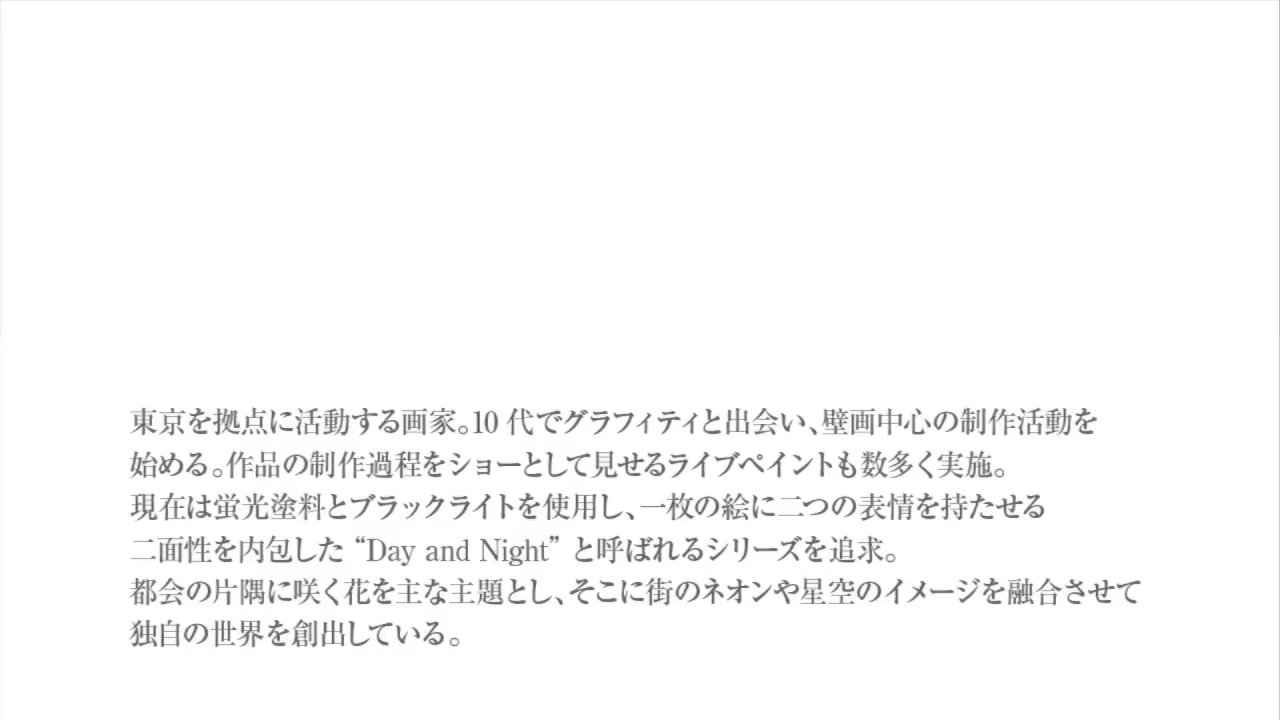 東京を拠点に活動する画家。10 代でグラフィティと出会い、壁画中心の制作活動を
始める。作品の制作過程をショーとして見せるライブペイントも数多く実施。
現在は蛍光塗料とブラックライトを使用し、一枚の絵に二つの表情を持たせる
二面性を内包した “Day and Night” と呼ばれるシリーズを追求。
都会の片隅に咲く花を主な主題とし、そこに街のネオンや星空のイメージを融合させて
独自の世界を創出している。